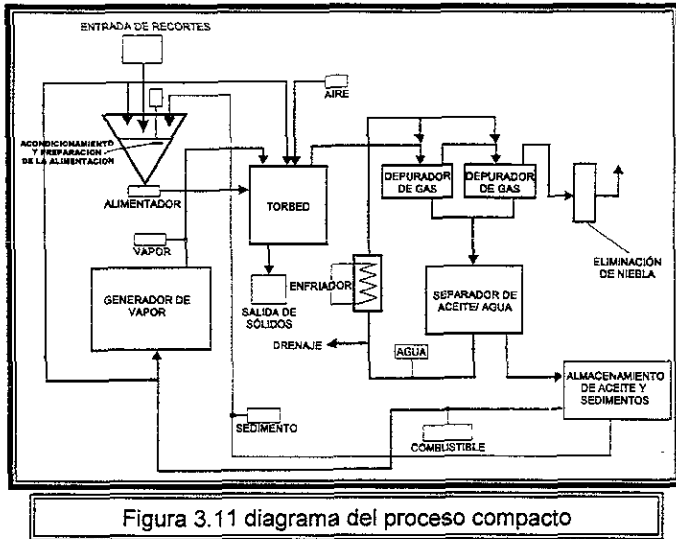 ENTRADA DE RECORTES
AIRE
ACONDICIONAMIENTO
Y PREPARACION
DE LA ALIMENTACIÓN
ALIMENTADOR
TORBED
DEPURADOR
DE GAS
DEPURADOR
DE GAS
ELIMINACIÓN
DE NIEBLA
VAPOR
GENERADOR DE
VAPOR
SALIDA DE
SÓLIDOS
ENFRIADOR
SEPARADOR DE
ACEITE/ AGUA
DRENAJE
AGUA
ALMACENAMIENTO
DE ACEITE Y
SEDIMENTOS
SEDIMENTO
COMBUSTIBLE
Figura 3.11 diagrama del proceso compacto